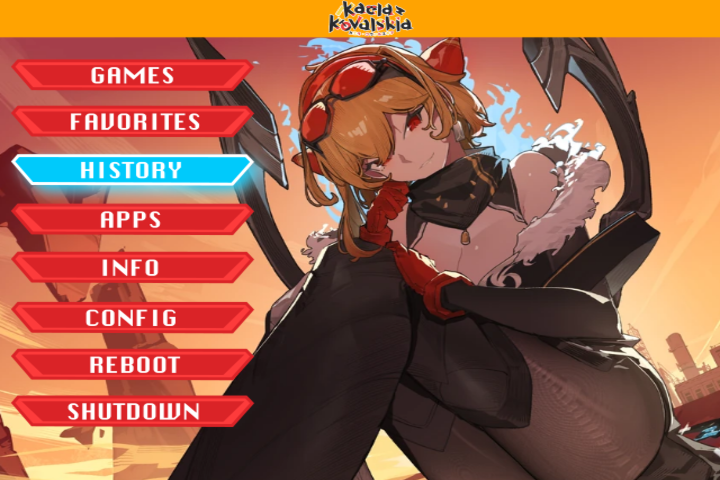 kaela
kovalskia
GAMES
FAVORITES
HISTORY
APPS
INFO
CONFIG
REBOOT
SHUTDOWN